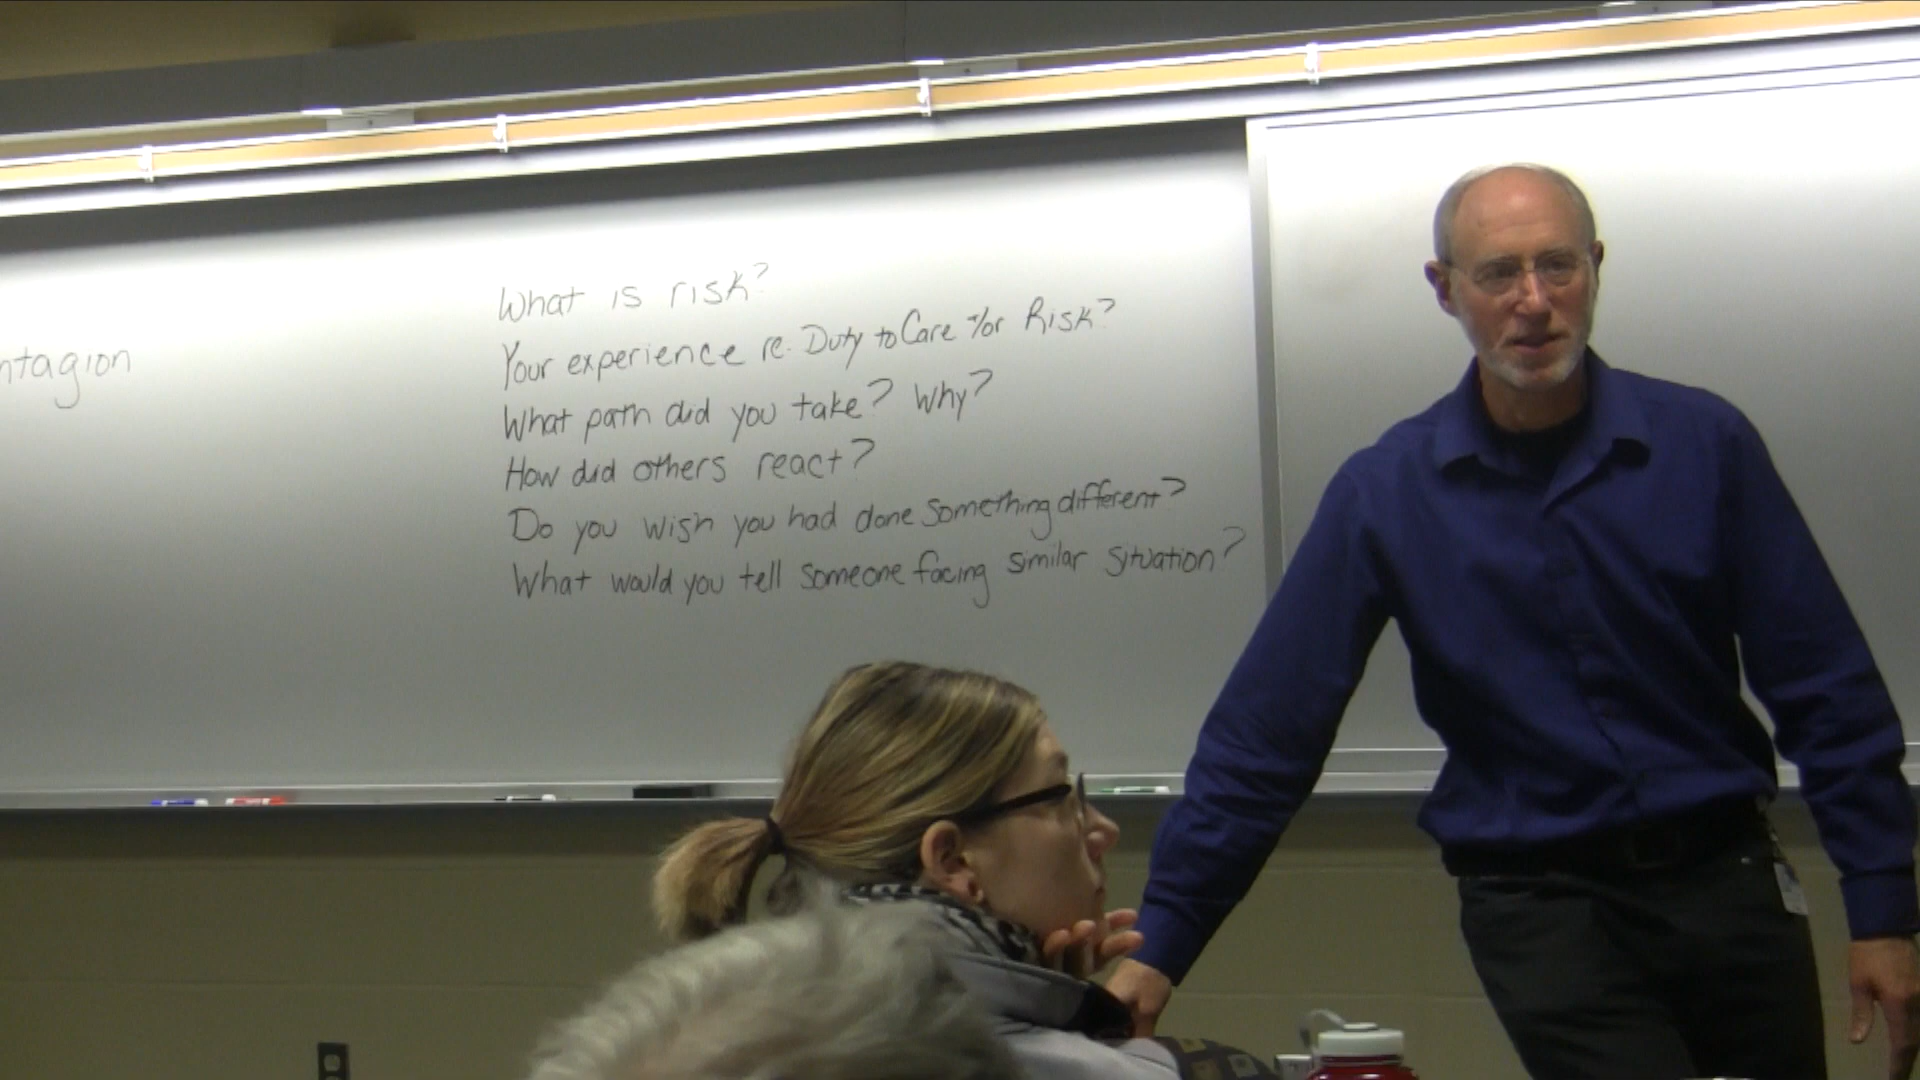 ntagion
What is risk?
Your experience re. Duty to Care &/or Risk?
What path did you take? Why?
How did others react?
Do you wish you had done something different?
What would you tell someone facing similar situation?